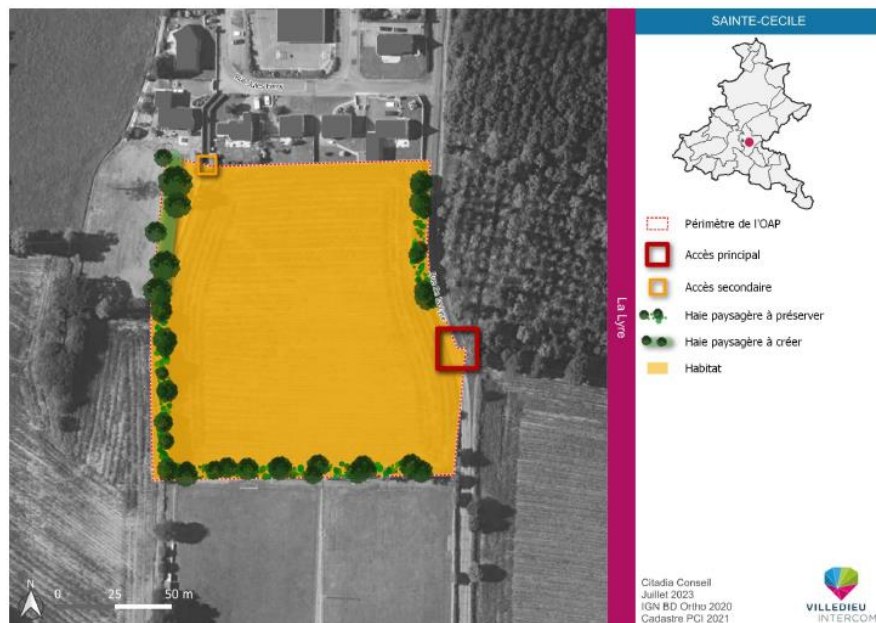 SAINTE-CECILE
Périmètre de l'OAP
Accès principal
Accès secondaire
Haie paysagère à préserver
Haie paysagère à créer
Habitat
La Lyre
N
0 25 50 m
Citadia Conseil
Juillet 2023
IGN BD Ortho 2020
Cadastre PCI 2021
VILLEDIEU
INTERCOM